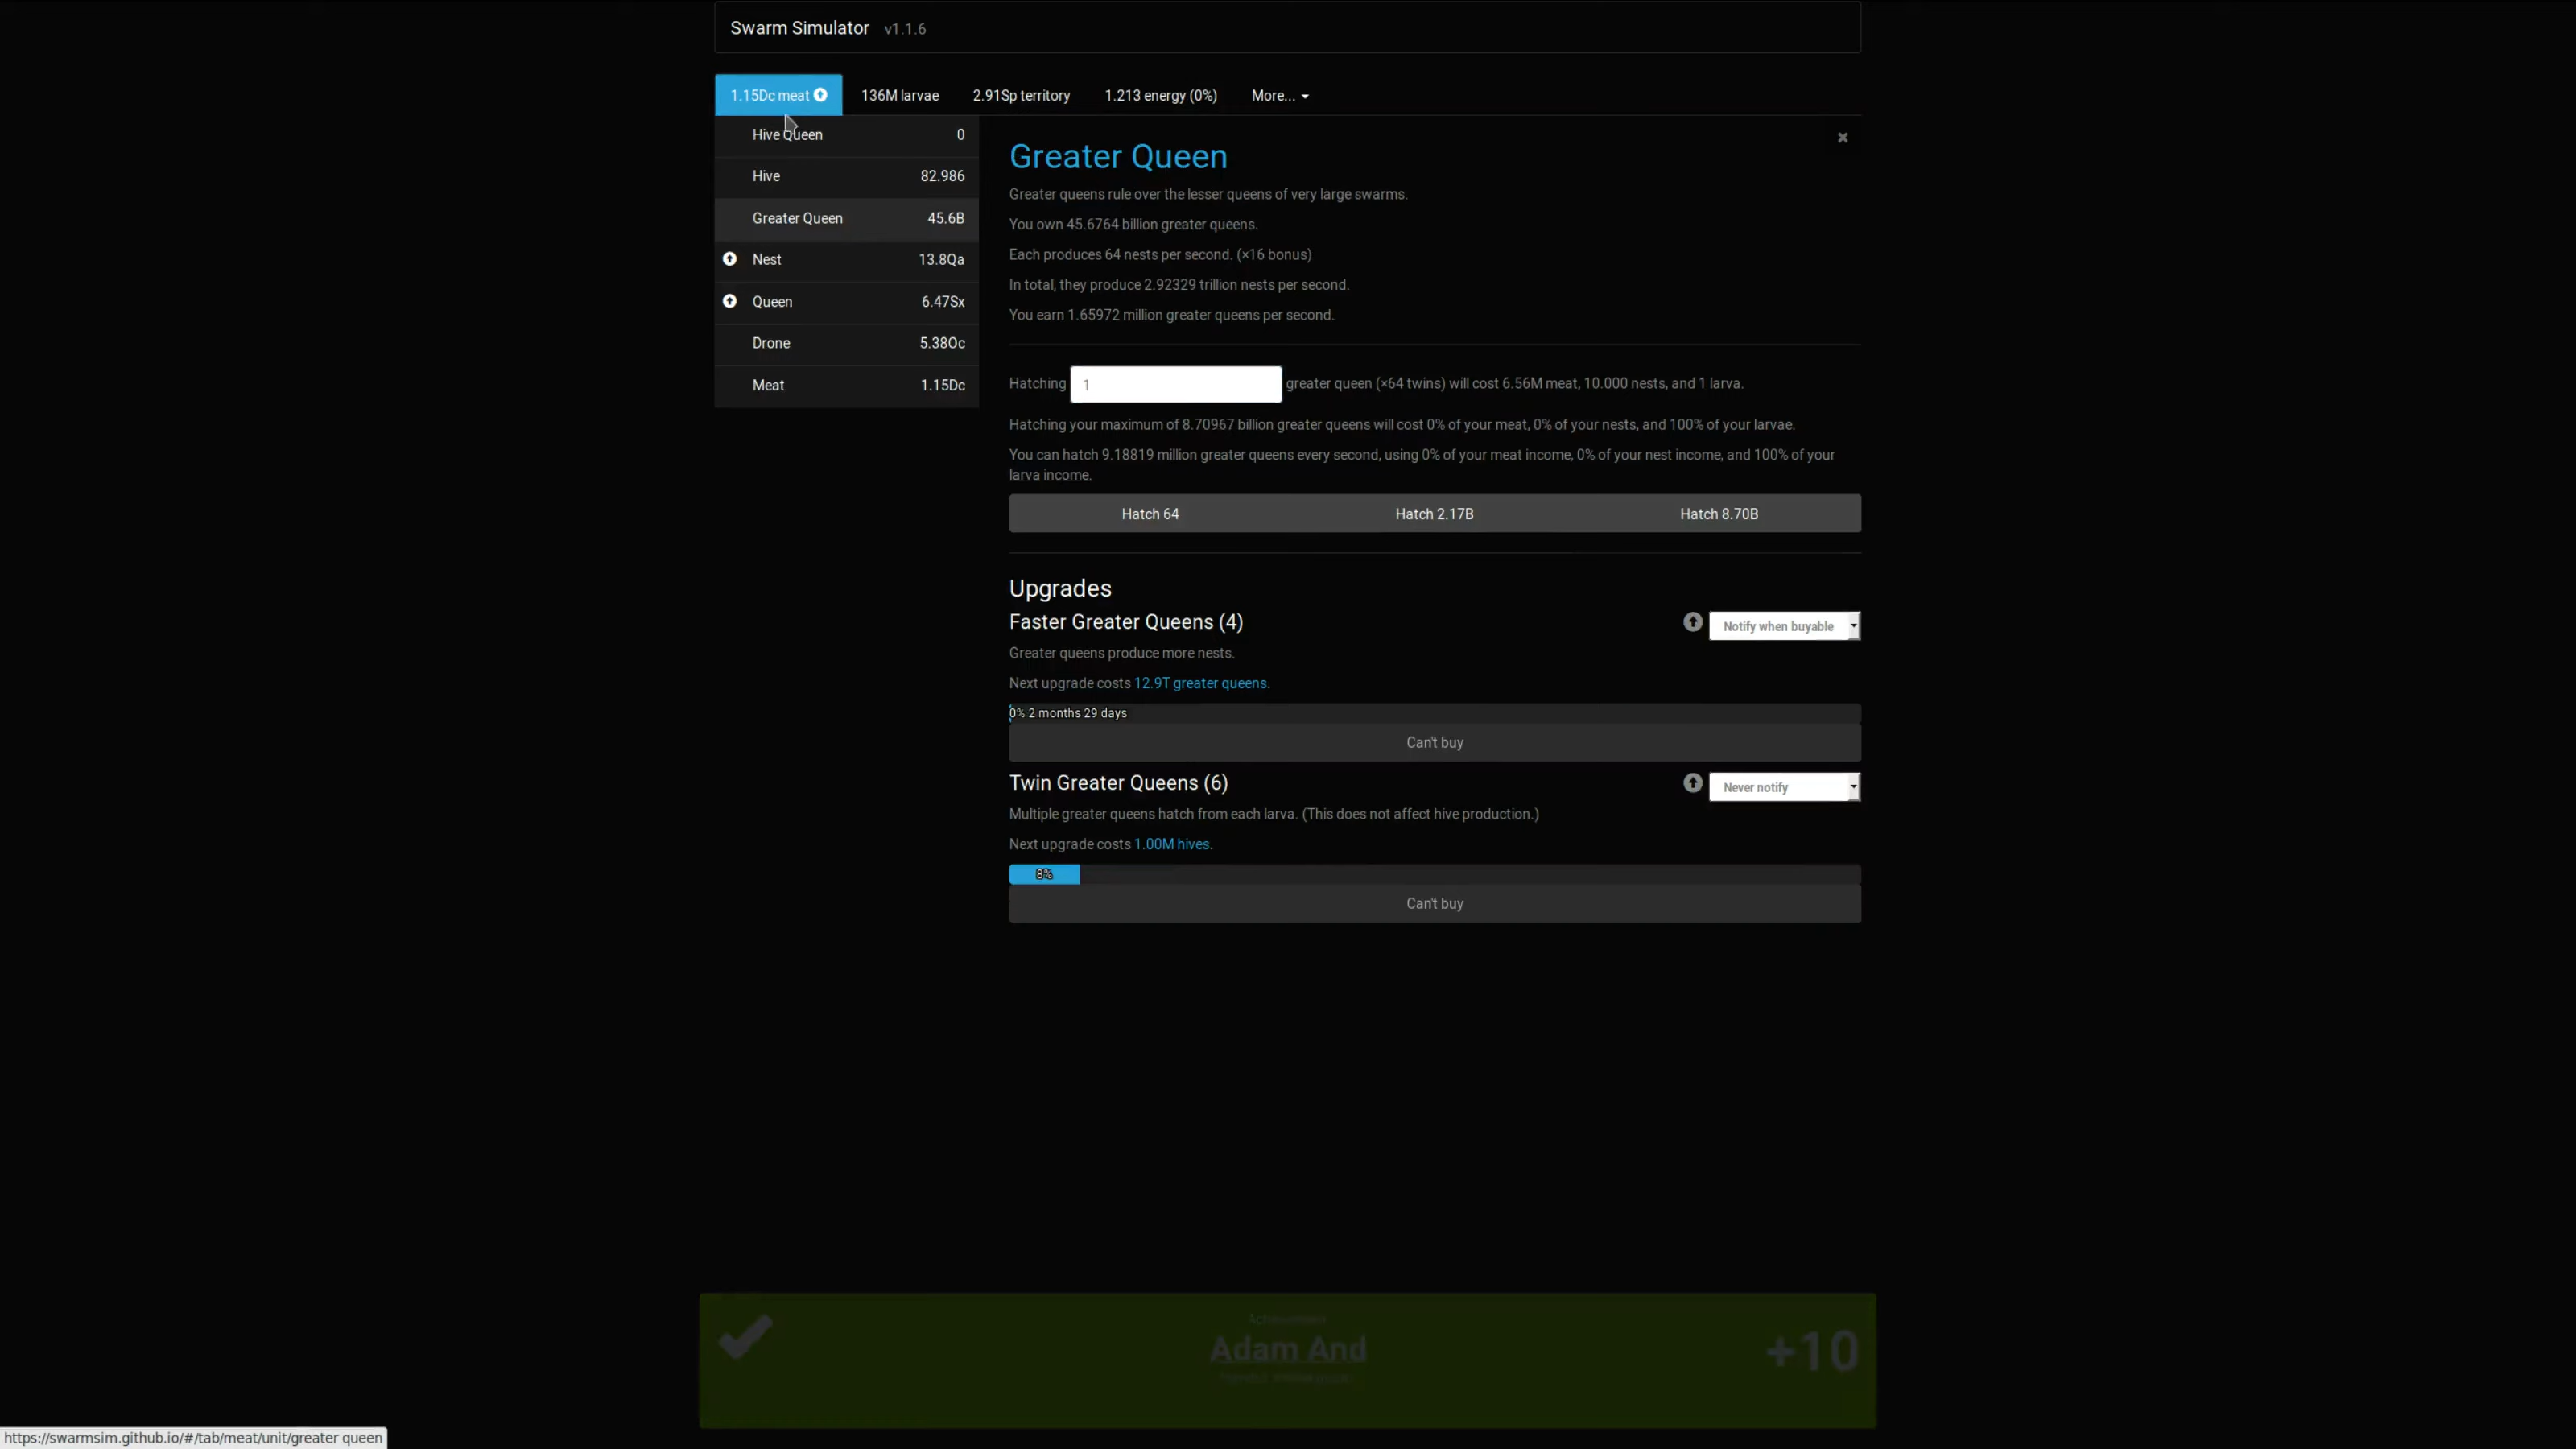 Swarm Simulator v1.1.6
1.15Dc meat 136M larvae 2.91Sp territory 1.213 energy (0%) More...
Hive Queen 0
Hive 82.986
Greater Queen 45.6B
Nest 13.8Qa
Queen 6.47Sx
Drone 5.38Oc
Meat 1.15Dc
×
Greater Queen
Greater queens rule over the lesser queens of very large swarms.
You own 45.6764 billion greater queens.
Each produces 64 nests per second. (×16 bonus)
In total, they produce 2.92329 trillion nests per second.
You earn 1.65972 million greater queens per second.
Hatching 1 greater queen (×64 twins) will cost 6.56M meat, 10.000 nests, and 1 larva.
Hatching your maximum of 8.70967 billion greater queens will cost 0% of your meat, 0% of your nests, and 100% of your larvae.
You can hatch 9.18819 million greater queens every second, using 0% of your meat income, 0% of your nest income, and 100% of your
larva income.
Hatch 64 Hatch 2.17B Hatch 8.70B
Upgrades
Faster Greater Queens (4) Notify when buyable
Greater queens produce more nests.
Next upgrade costs 12.9T greater queens.
0% 2 months 29 days
Can't buy
Twin Greater Queens (6) Never notify
Multiple greater queens hatch from each larva. (This does not affect hive production.)
Next upgrade costs 1.00M hives.
8%
Can't buy
Adam And
+10
https://swarmsim.github.io/#/tab/meat/unit/greater queen